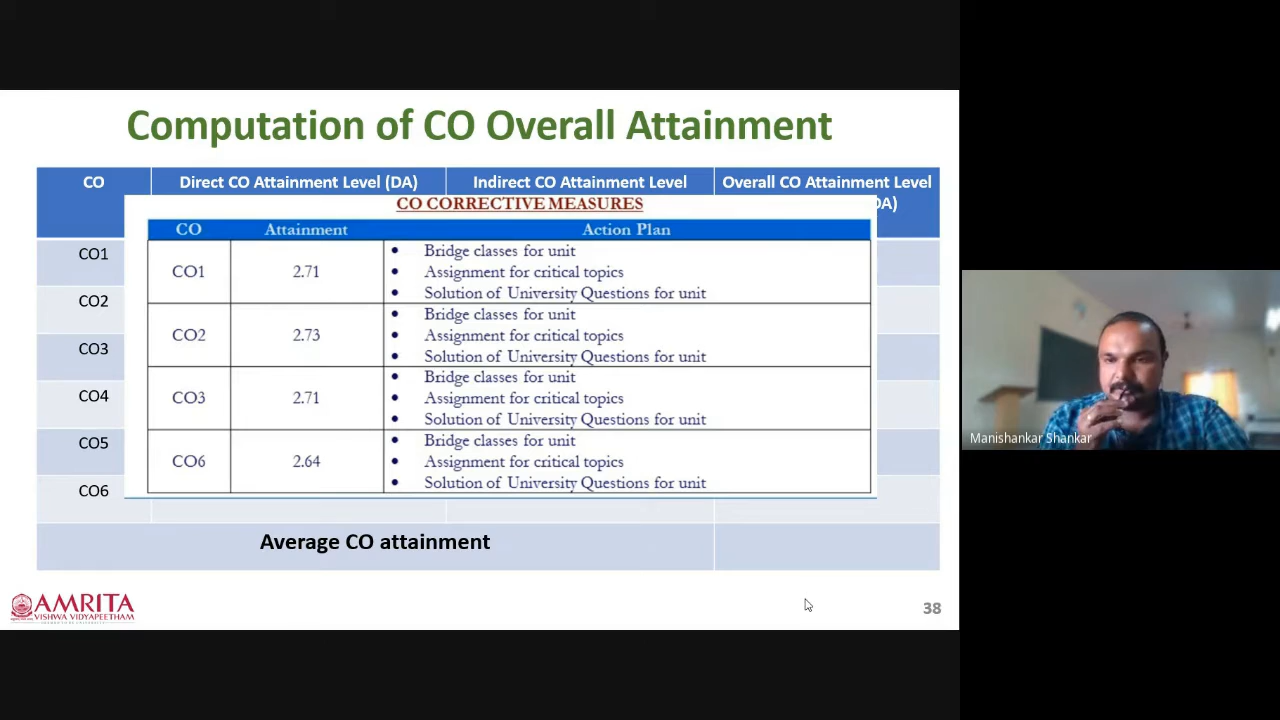 Computation of CO Overall Attainment
CO Direct CO Attainment Level (DA) Indirect CO Attainment Level Overall CO Attainment Level
DA)
CO CORRECTIVE MEASURES
CO Attainment Action Plan
CO1
CO2
CO3
CO4
CO5
CO6
CO1 2.71
• Bridge classes for unit
• Assignment for critical topics
• Solution of University Questions for unit
CO2 2.73
• Bridge classes for unit
• Assignment for critical topics
• Solution of University Questions for unit
CO3 2.71
• Bridge classes for unit
• Assignment for critical topics
• Solution of University Questions for unit
CO6 2.64
• Bridge classes for unit
• Assignment for critical topics
• Solution of University Questions for unit
Average CO attainment
AMRITA
VISHWA VIDYAPEETHAM
38
Manishankar Shankar